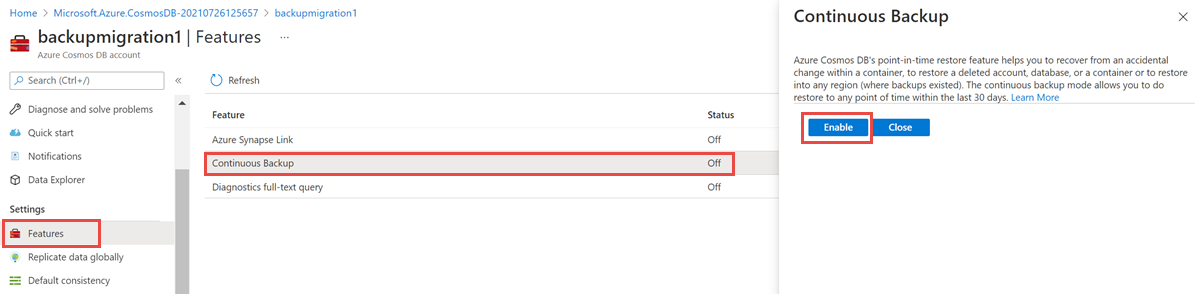 Home > Microsoft.Azure.CosmosDB-20210726125657 > backupmigration1
backupmigration1 | Features ...
Azure Cosmos DB account
Search (Ctrl+/)
«
Diagnose and solve problems
Quick start
Notifications
Data Explorer
Settings
Features
Replicate data globally
Default consistency
Refresh
Feature Status
Azure Synapse Link Off
Continuous Backup Off
Diagnostics full-text query Off
Continuous Backup
Azure Cosmos DB's point-in-time restore feature helps you to recover from an accidental
change within a container, to restore a deleted account, database, or a container or to restore
into any region (where backups existed). The continuous backup mode allows you to do
restore to any point of time within the last 30 days. Learn More
Enable Close